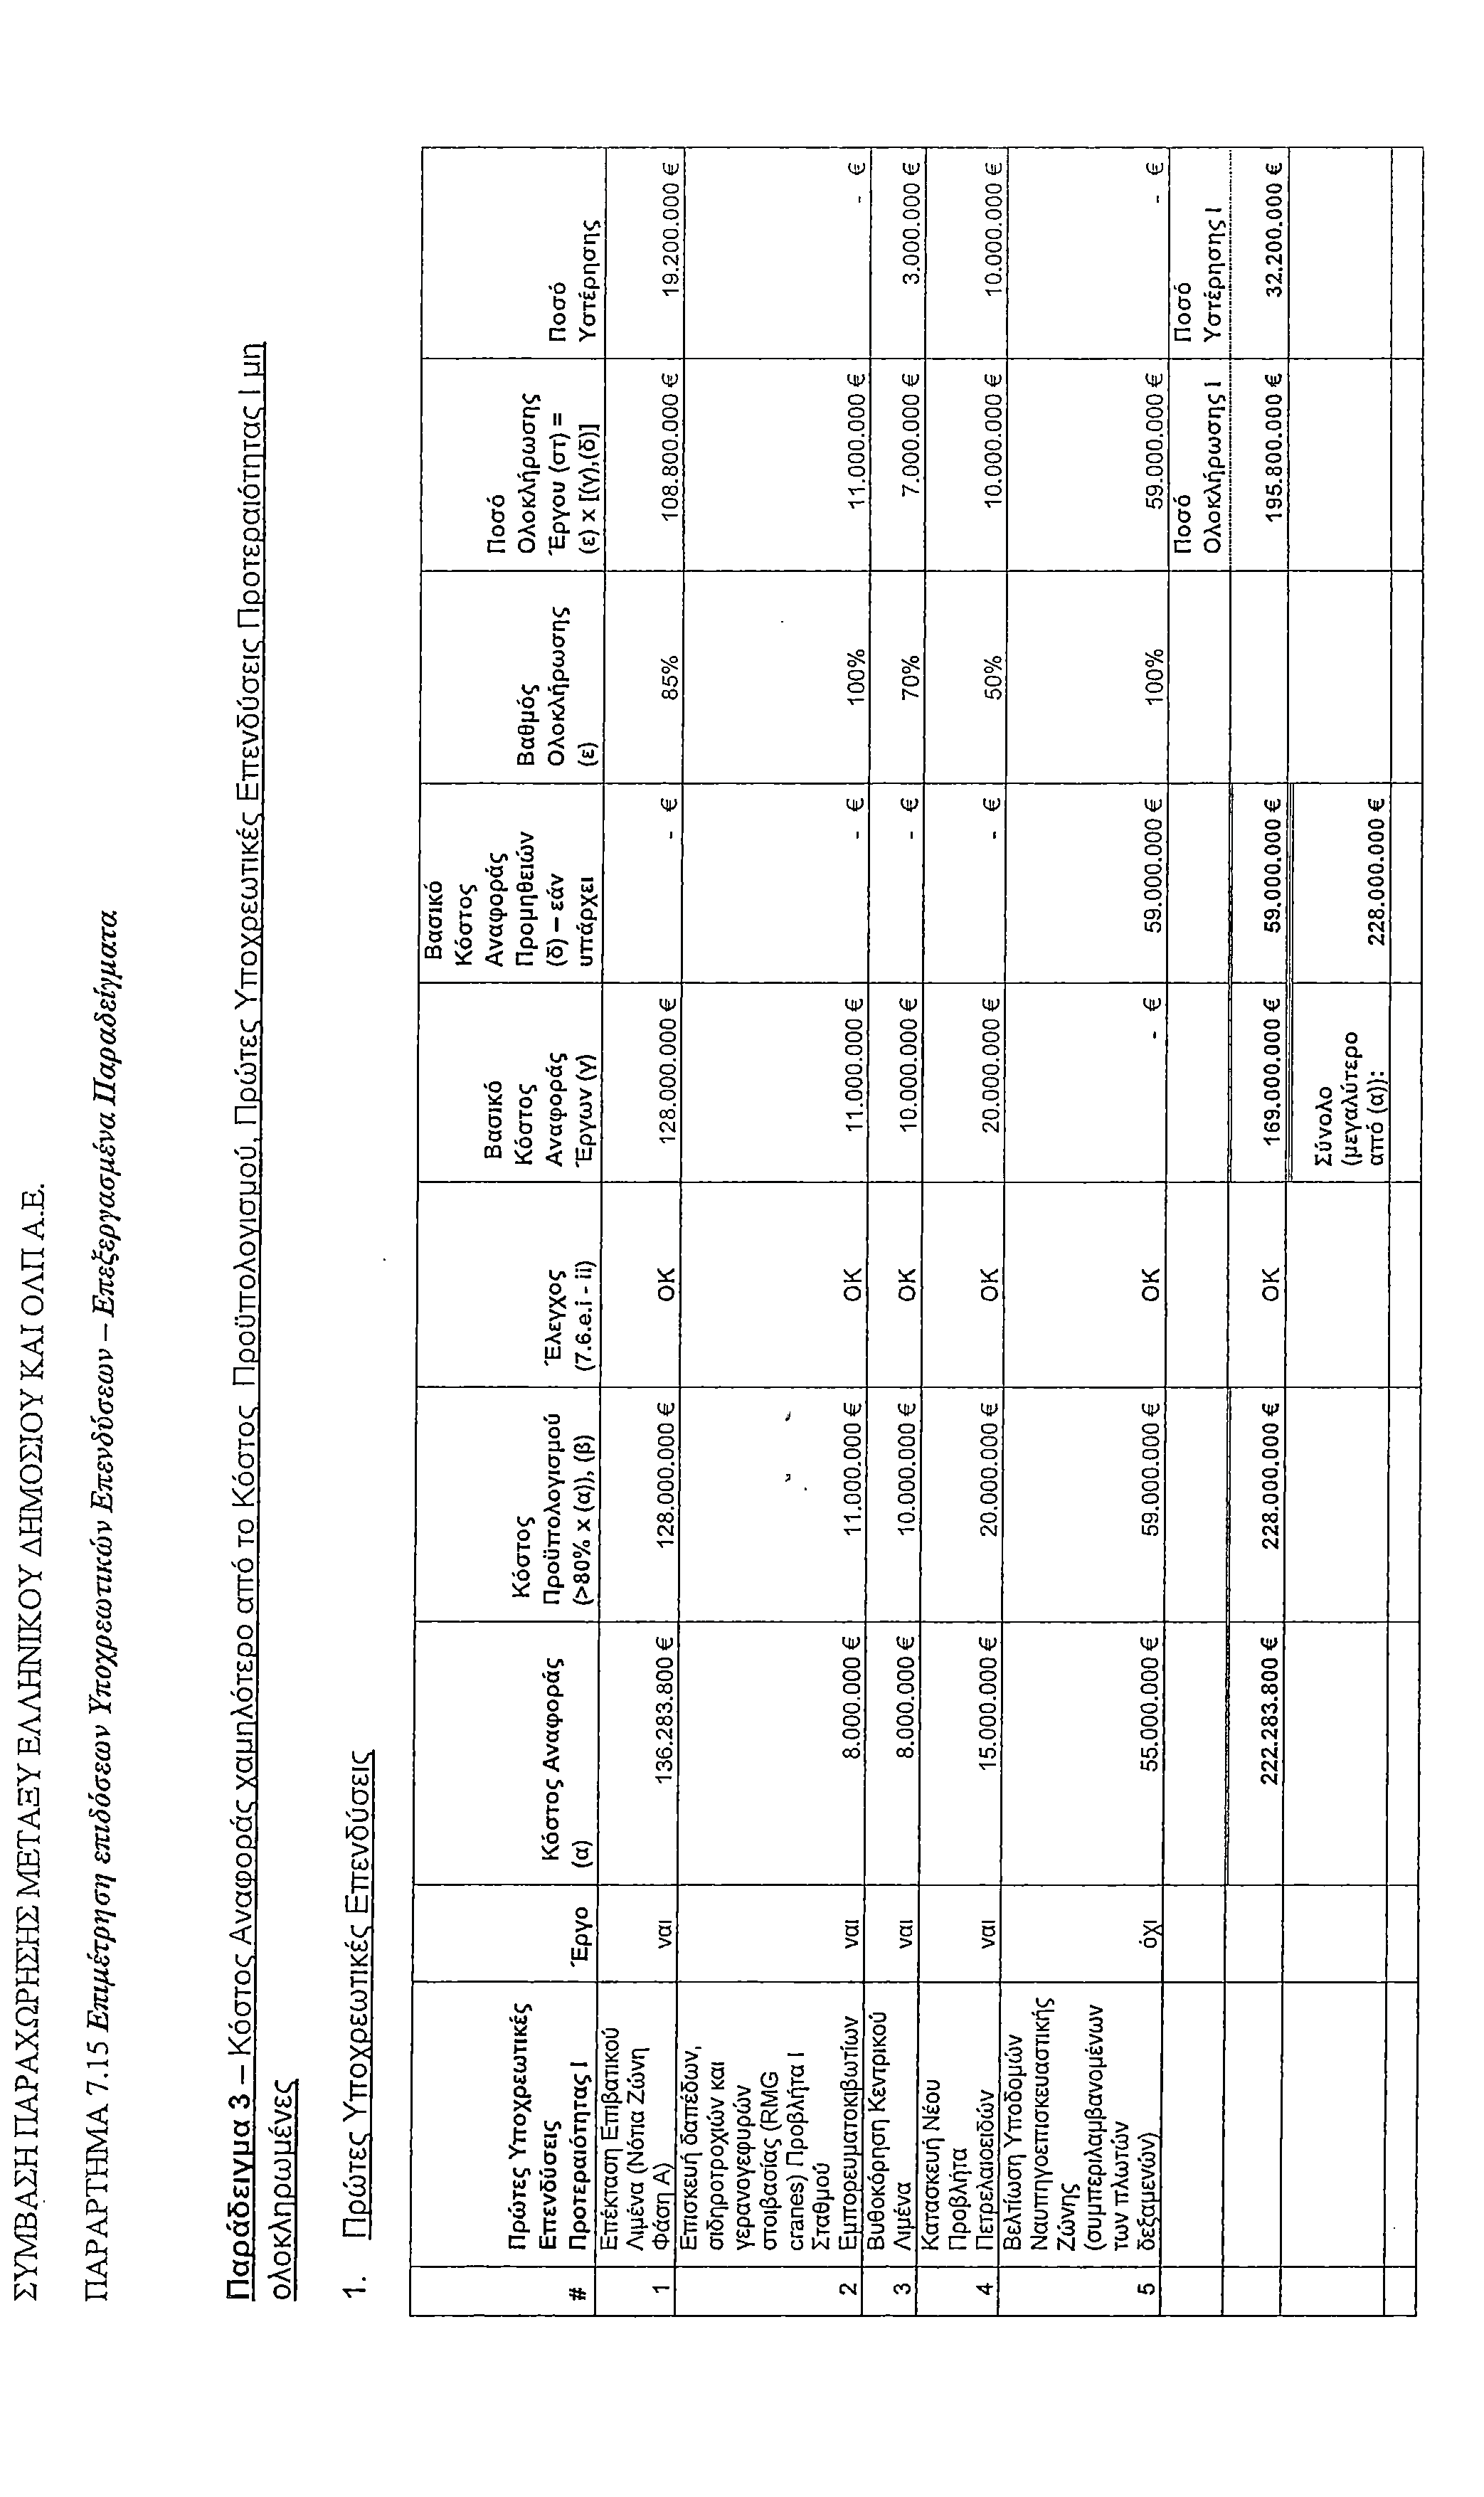 ΣΥΜΒΑΣΗ ΠΑΡΑΧΩΡΗΣΗΣ ΜΕΤΑΞΥ ΕΛΛΗΝΙΚΟΥ ΔΗΜΟΣΙΟΥ ΚΑΙ ΟΛΠ Α.Ε.
ΠΑΡΑΡΤΗΜΑ 7.15 Επιμέτρηση επιδόσεων Υποχρεωτικών Επενδύσεων – Επεξεργασμένα Παραδείγματα
Παράδειγμα 3 – Κόστος Αναφοράς χαμηλότερο από το Κόστος Προϋπολογισμού, Πρώτες Υποχρεωτικές Επενδύσεις Προτεραιότητας Ι μη
ολοκληρωμένες
1. Πρώτες Υποχρεωτικές Επενδύσεις
#
Πρώτες Υποχρεωτικές
Επενδύσεις
Προτεραιότητας Ι
Έργο
Κόστος Αναφοράς
(α)
Κόστος
Προϋπολογισμού
(>80% x (α)), (β)
Έλεγχος
(7.6.e.i - ii)
Βασικό
Κόστος
Αναφοράς
Έργων (γ)
Βασικό
Κόστος
Αναφοράς
Προμηθειών
(δ) – εάν
υπάρχει
Βαθμός
Ολοκλήρωσης
(ε)
Ποσό
Ολοκλήρωσης
Έργου (στ) =
(ε) x [(γ),(δ)]
Ποσό
Υστέρησης
1
Επέκταση Επιβατικού
Λιμένα (Νότια Ζώνη
Φάση Α)
ναι
136.283.800 €
128.000.000 €
OK
128.000.000 €
- €
85%
108.800.000 €
19.200.000 €
2
Επισκευή δαπέδων,
σιδηροτροχιών και
γερανογεφυρών
στοιβασίας (RMG
cranes) Προβλήτα Ι
Σταθμού
Εμπορευματοκιβωτίων
ναι
8.000.000 €
11.000.000 €
OK
11.000.000 €
- €
100%
11.000.000 €
- €
3
Βυθοκόρηση Κεντρικού
Λιμένα
ναι
8.000.000 €
10.000.000 €
OK
10.000.000 €
- €
70%
7.000.000 €
3.000.000 €
4
Κατασκευή Νέου
Προβλήτα
Πετρελαιοειδών
ναι
15.000.000 €
20.000.000 €
OK
20.000.000 €
- €
50%
10.000.000 €
10.000.000 €
5
Βελτίωση Υποδομών
Ναυπηγοεπισκευαστικής
Ζώνης
(συμπεριλαμβανομένων
των πλωτών
δεξαμενών)
όχι
55.000.000 €
59.000.000 €
OK
- €
59.000.000 €
100%
59.000.000 €
- €
Ποσό
Ολοκλήρωσης Ι
Ποσό
Υστέρησης Ι
222.283.800 €
228.000.000 €
OK
169.000.000 €
59.000.000 €
195.800.000 €
32.200.000 €
Σύνολο
(μεγαλύτερο
από (α)):
228.000.000 €